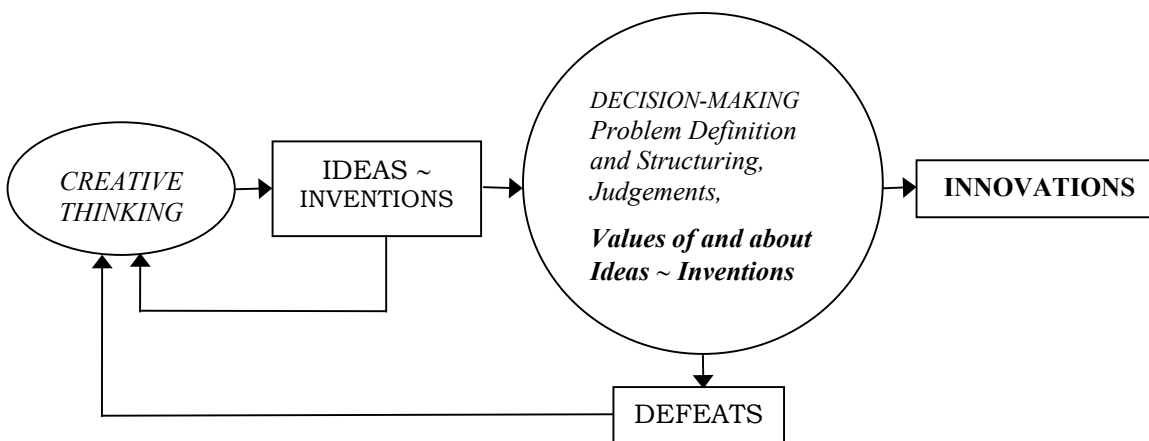 CREATIVE
THINKING
IDEAS ~
INVENTIONS
DECISION-MAKING
Problem Definition
and Structuring,
Judgements,
Values of and about
Ideas ~ Inventions
INNOVATIONS
DEFEATS